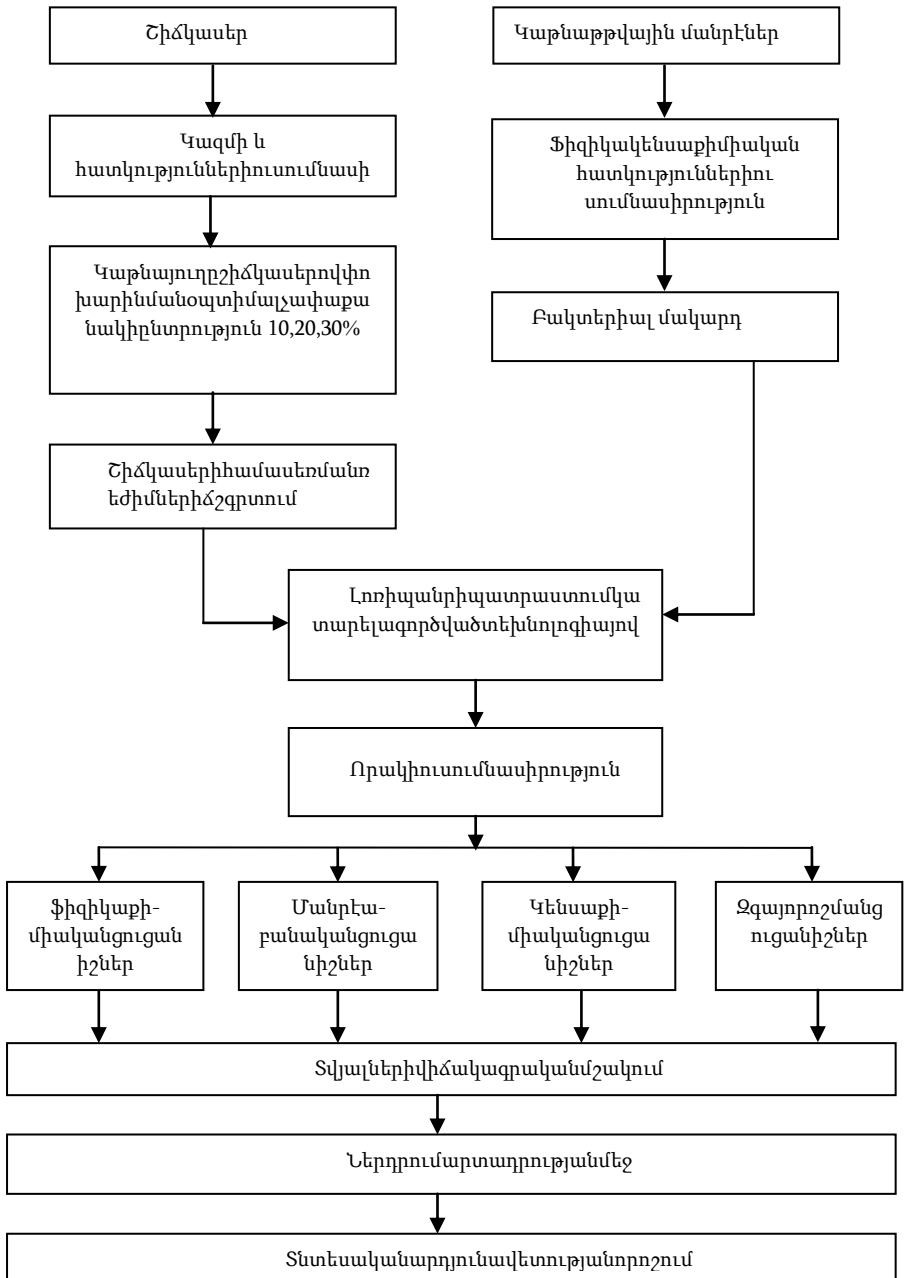 Շիճկասեր
Կաթնաթթվային մանրէներ
Կազմի և
հատկություններիուսումնասի
Ֆիզիկակենսաքիմիական
հատկություններիու
սումնասիրություն
Կաթնայուղըշիճկասերովփո
խարինմանօպտիմալչափաքա
նակիընտրություն 10,20,30%
Բակտերիալ մակարդ
Շիճկասերիհամասեռմանռ
եժիմներիճշգրտում
Լոռիպանրիպատրաստումկա
տարելագործվածտեխնոլոգիայով
Որակիուսումնասիրություն
ֆիզիկաքի-
միականցուցան
իշներ
Մանրէա-
բանականցուցա
նիշներ
Կենսաքի-
միականցուցա
նիշներ
Զգայորոշմանց
ուցանիշներ
Տվյալներիվիճակագրականմշակում
Ներդրումարտադրությանմեջ
Տնտեսականարդյունավետությանորոշում